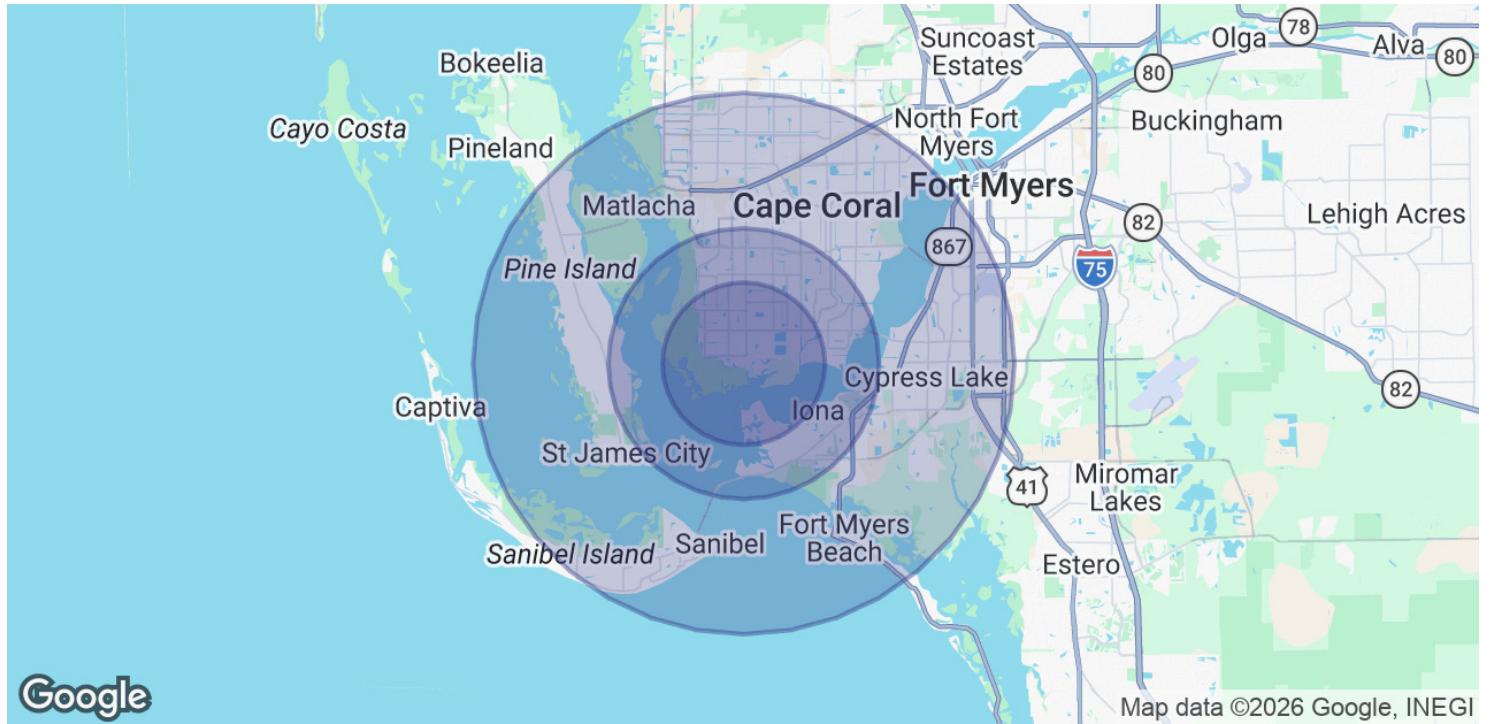 Bokeelia
Suncoast
Estates
Olga
78
Alva
80
80
Cayo Costa
North Fort
Myers
Buckingham
Pineland
Fort Myers
Matlacha
Cape Coral
82
Lehigh Acres
867
Pine Island
75
Cypress Lake
82
Captiva
Iona
St James City
41
Miromar
Lakes
Sanibel Island
Sanibel
Fort Myers
Beach
Estero
Google
Map data ©2026 Google, INEGI